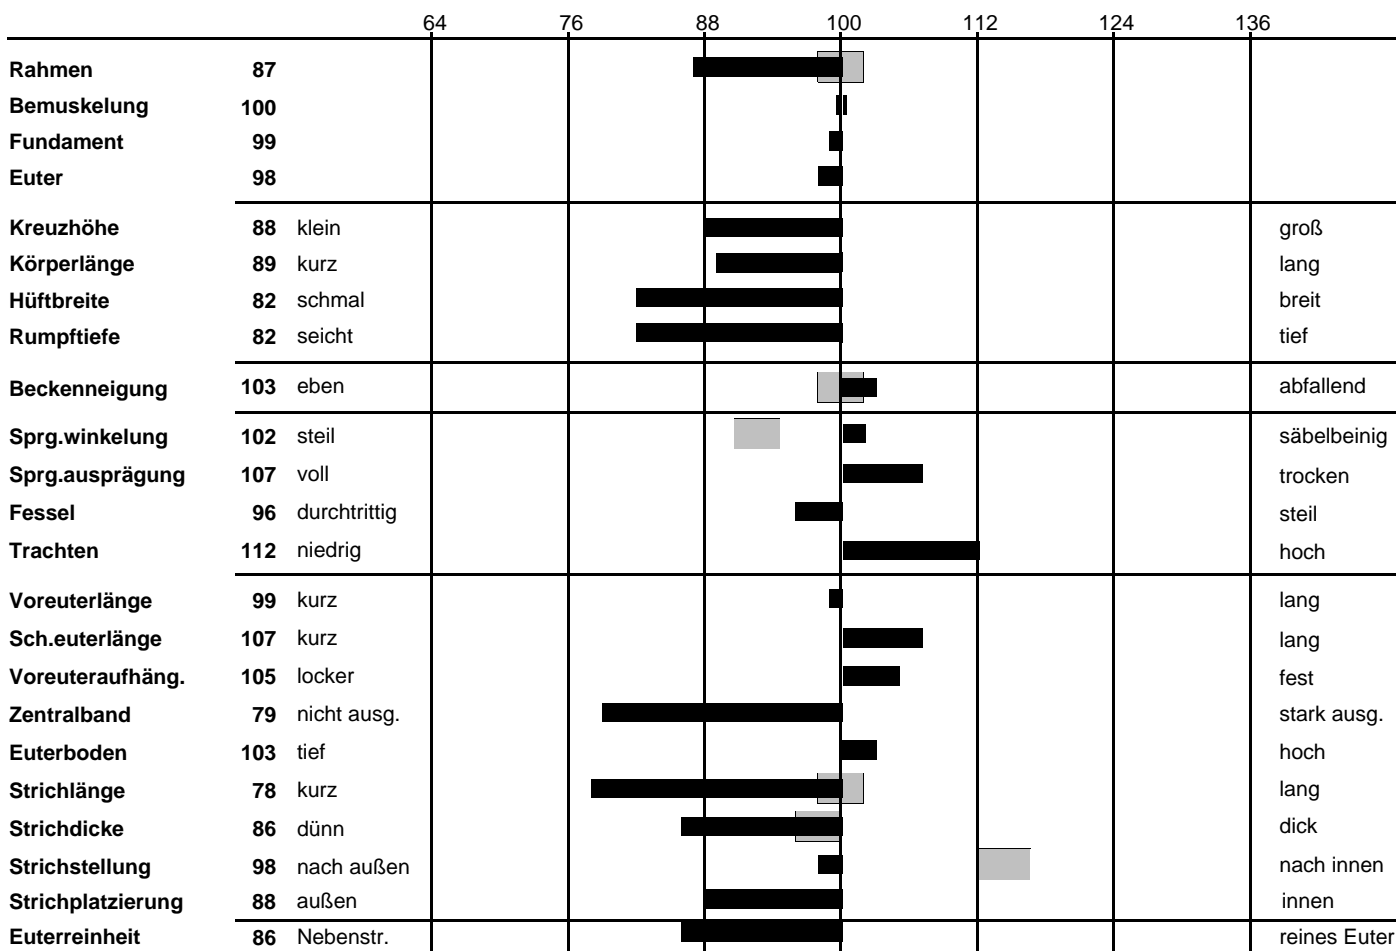 64 76 88 100 112 124 136
Rahmen 87
Bemuskelung 100
Fundament 99
Euter 98
Kreuzhöhe 88 klein groß
Körperlänge 89 kurz lang
Hüftbreite 82 schmal breit
Rumpftiefe 82 seicht tief
Beckenneigung 103 eben abfallend
Sprg.winkelung 102 steil säbelbeinig
Sprg.ausprägung 107 voll trocken
Fessel 96 durchtrittig steil
Trachten 112 niedrig hoch
Voreuterlänge 99 kurz lang
Sch.euterlänge 107 kurz lang
Voreuteraufhäng. 105 locker fest
Zentralband 79 nicht ausg. stark ausg.
Euterboden 103 tief hoch
Strichlänge 78 kurz lang
Strichdicke 86 dünn dick
Strichstellung 98 nach außen nach innen
Strichplatzierung 88 außen innen
Euterreinheit 86 Nebenstr. reines Euter